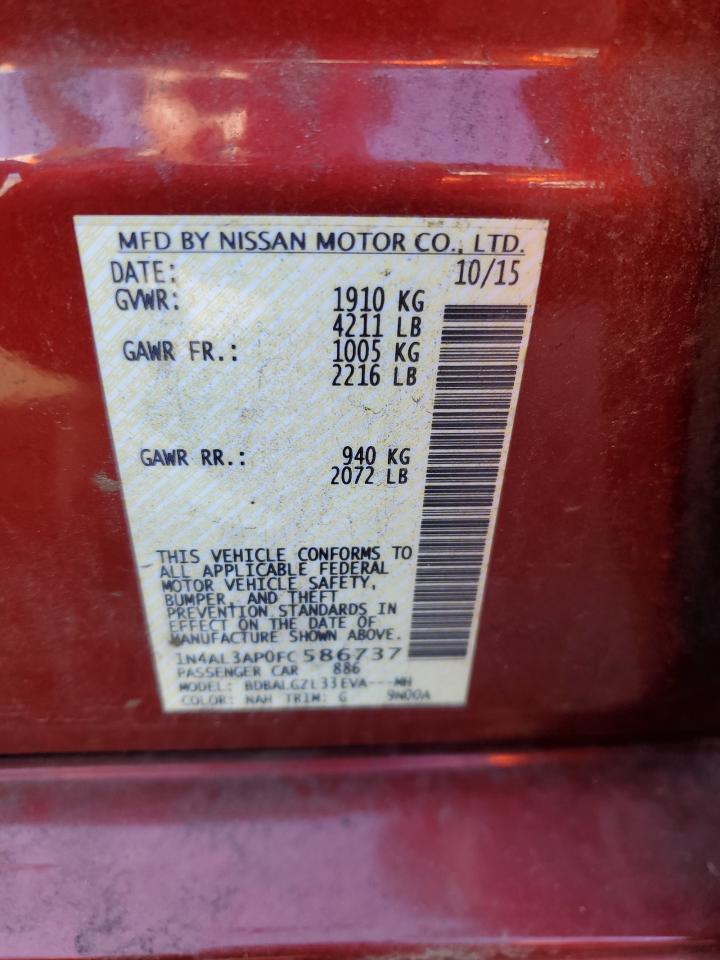 MFD BY NISSAN MOTOR CO., LTD.
DATE: 10/15
GVWR: 1910 KG
4211 LB
GAWR FR.: 1005 KG
2216 LB
GAWR RR.: 940 KG
2072 LB
THIS VEHICLE CONFORMS TO
ALL APPLICABLE FEDERAL
MOTOR VEHICLE SAFETY,
BUMPER, AND THEFT
PREVENTION STANDARDS IN
EFFECT ON THE DATE OF
MANUFACTURE SHOWN ABOVE.
1N4AL3AP0FC586737
PASSENGER CAR 886
MODEL: BDBALGZL33EVA---MH
COLOR: NAH TRIM: G 9N00A